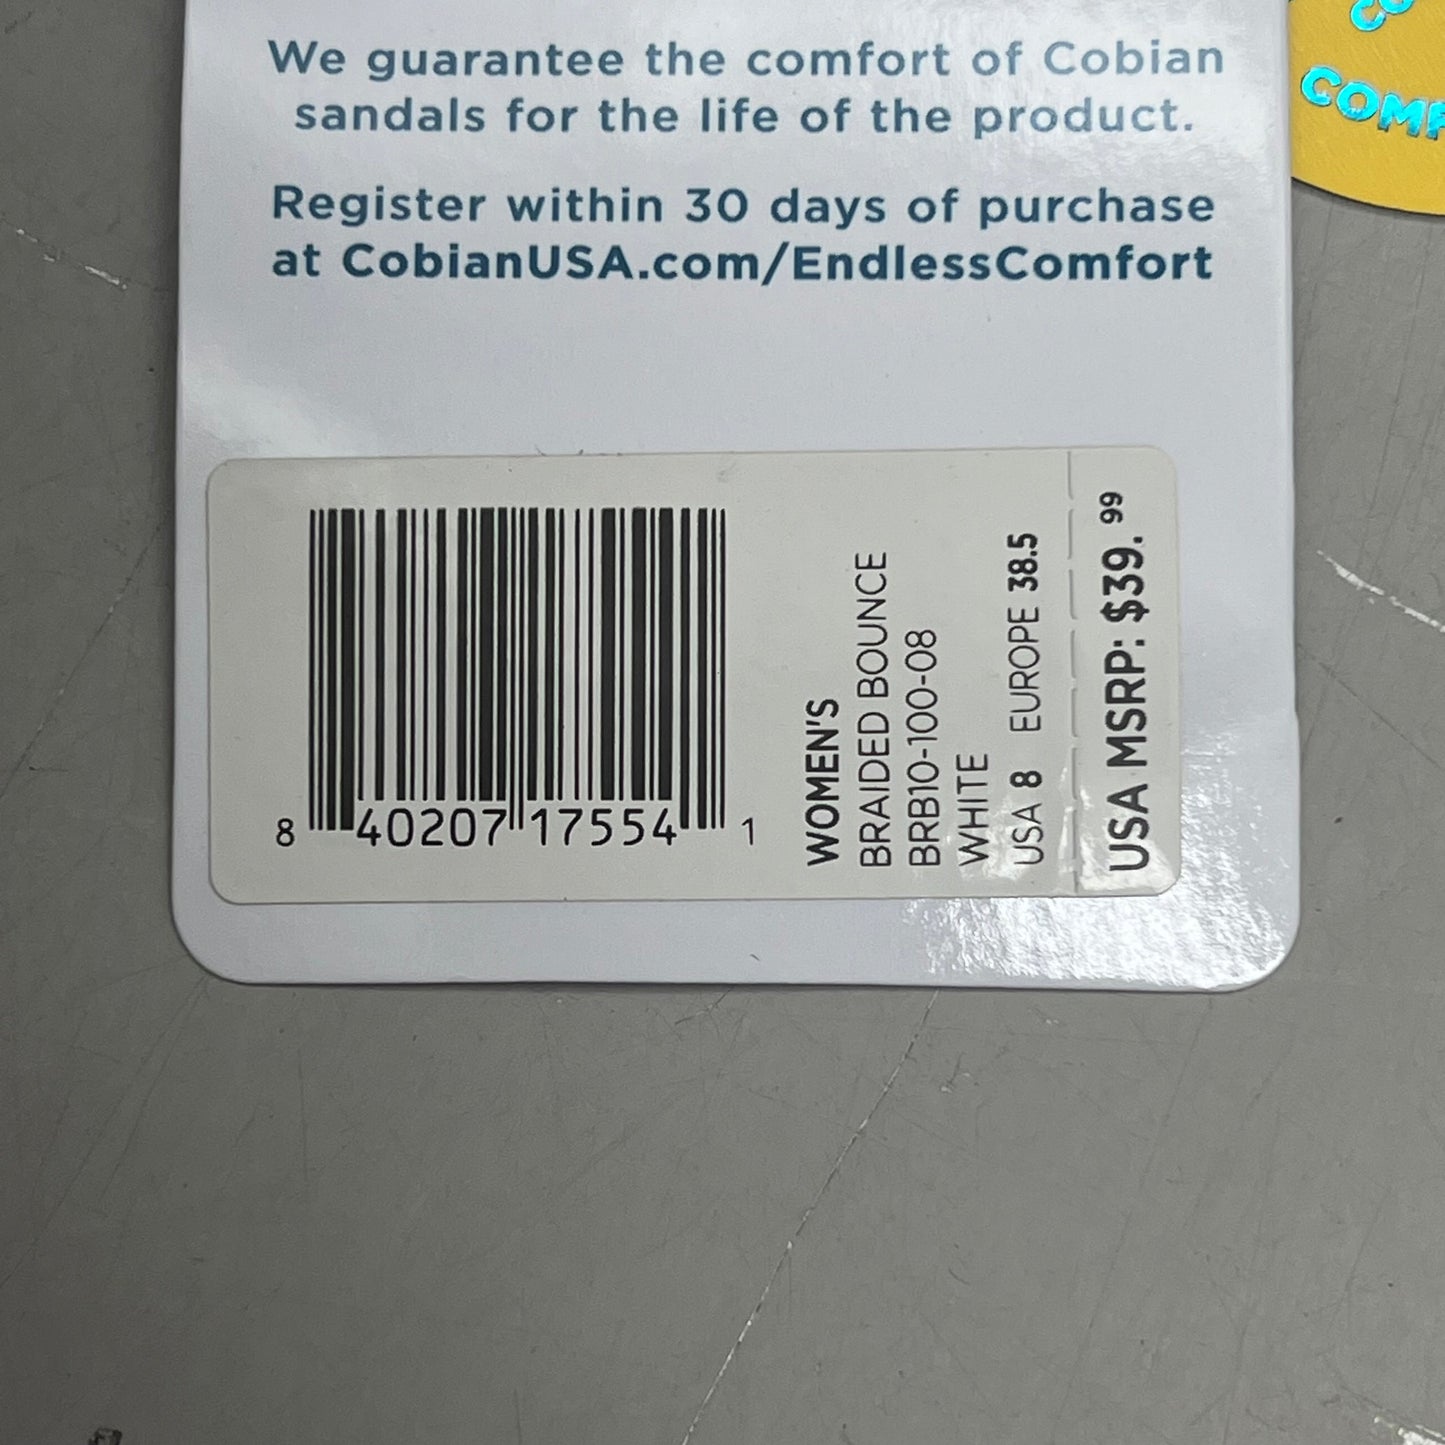 We guarantee the comfort of Cobian
sandals for the life of the product.
Register within 30 days of purchase
at CobianUSA.com/EndlessComfort
8 40207 17554 1
WOMEN'S
BRAIDED BOUNCE
BRB10-100-08
WHITE
USA 8 EUROPE 38.5
USA MSRP: $39.99